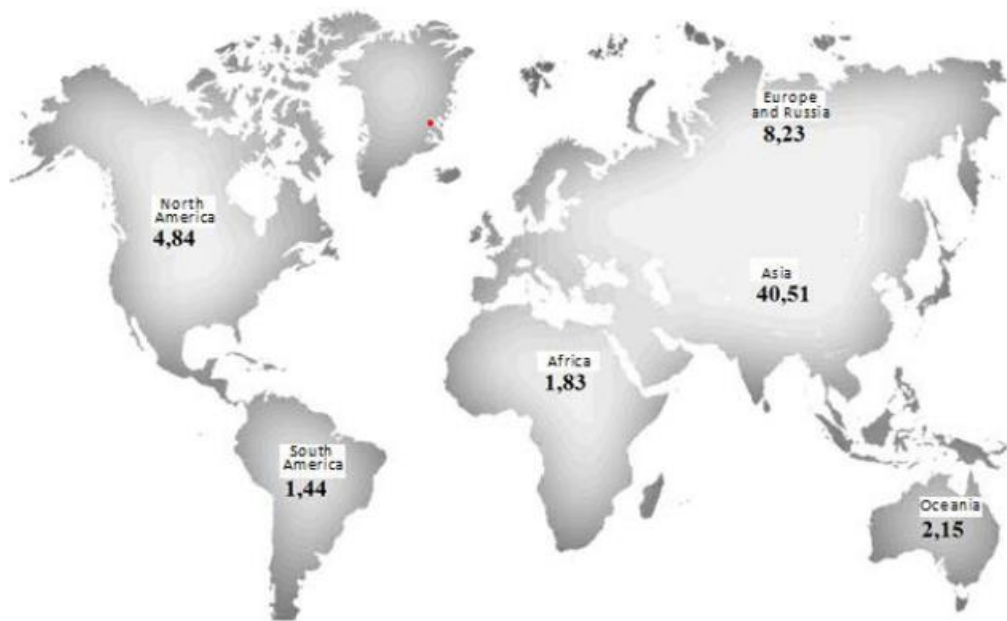 Europe
and Russia
8,23
North
America
4,84
Asia
40,51
Africa
1,83
South
America
1,44
Oceania
2,15